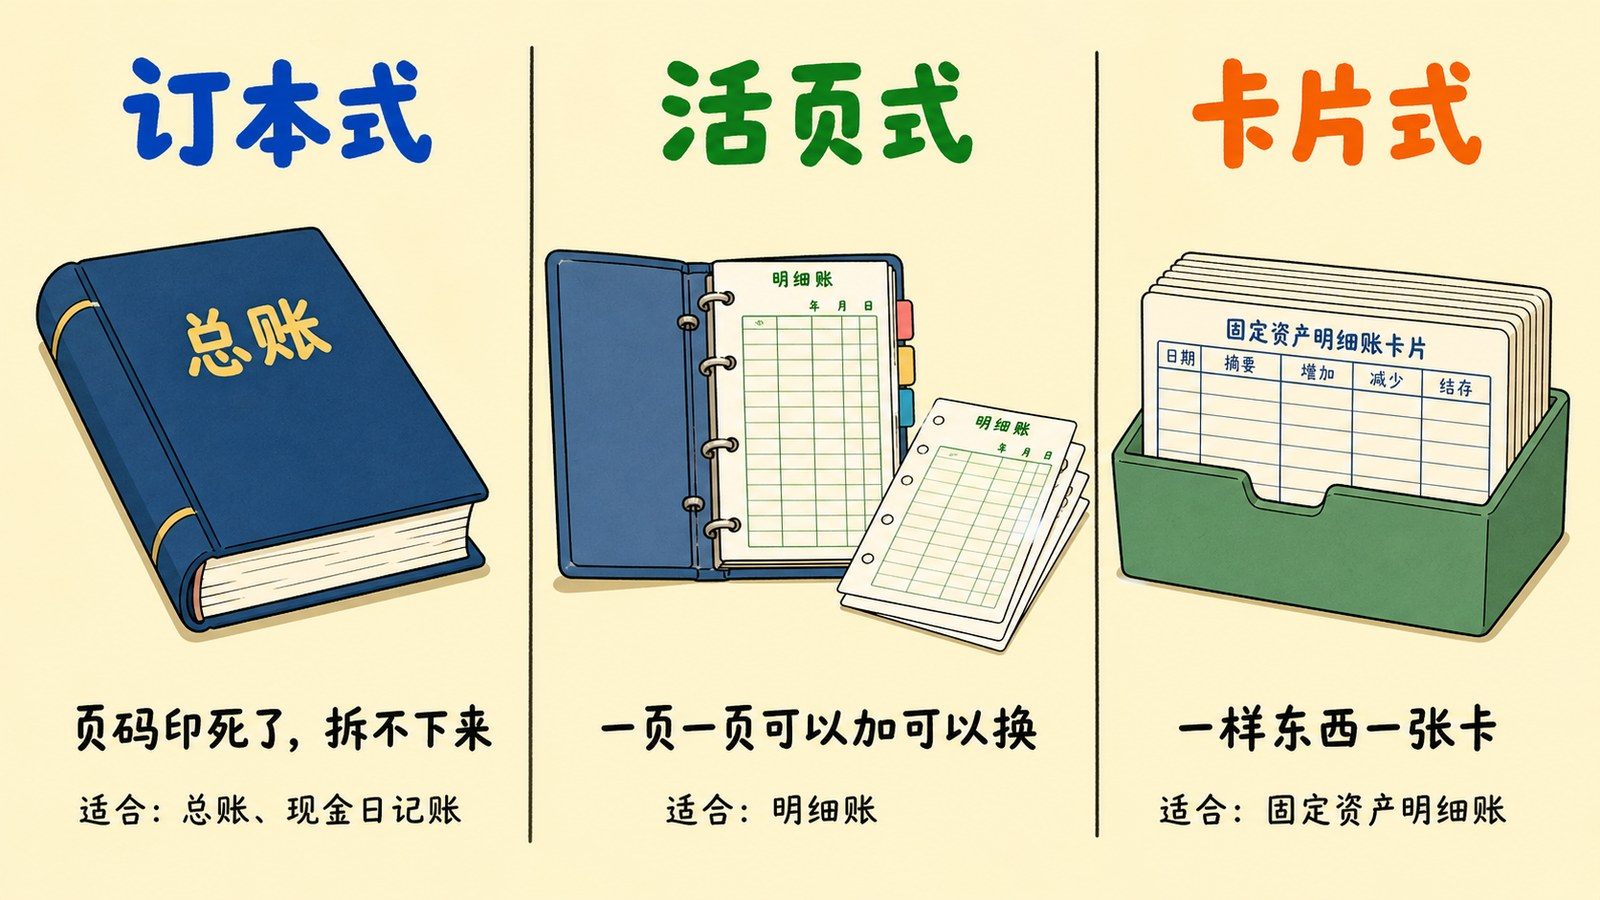 订本式
总账
页码印死了，拆不下来
适合：总账、现金日记账
活页式
明细账
年 月 日
明细账
年 月 日
一页一页可以加可以换
适合：明细账
卡片式
固定资产明细账卡片
日期 摘要 增加 减少 结存
一样东西一张卡
适合：固定资产明细账